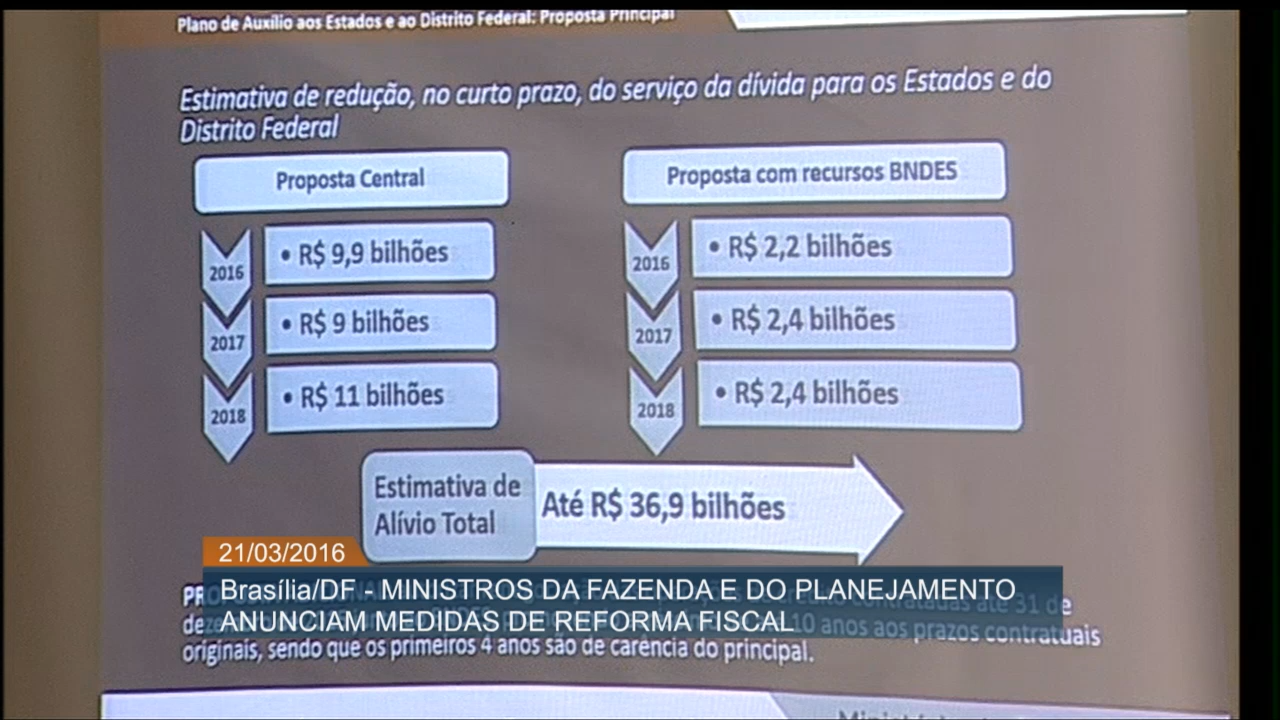 Plano de Auxílio aos Estados e ao Distrito Federal: Proposta Principal
Estimativa de redução, no curto prazo, do serviço da dívida para os Estados e do
Distrito Federal
Proposta Central
Proposta com recursos BNDES
2016
• R$ 9,9 bilhões
2016
• R$ 2,2 bilhões
2017
• R$ 9 bilhões
2017
• R$ 2,4 bilhões
2018
• R$ 11 bilhões
2018
• R$ 2,4 bilhões
Estimativa de
Alívio Total
Até R$ 36,9 bilhões
21/03/2016
Brasília/DF - MINISTROS DA FAZENDA E DO PLANEJAMENTO
ANUNCIAM MEDIDAS DE REFORMA FISCAL
contratadas até 31 de
10 anos aos prazos contratuais
originais, sendo que os primeiros 4 anos são de carência do principal.